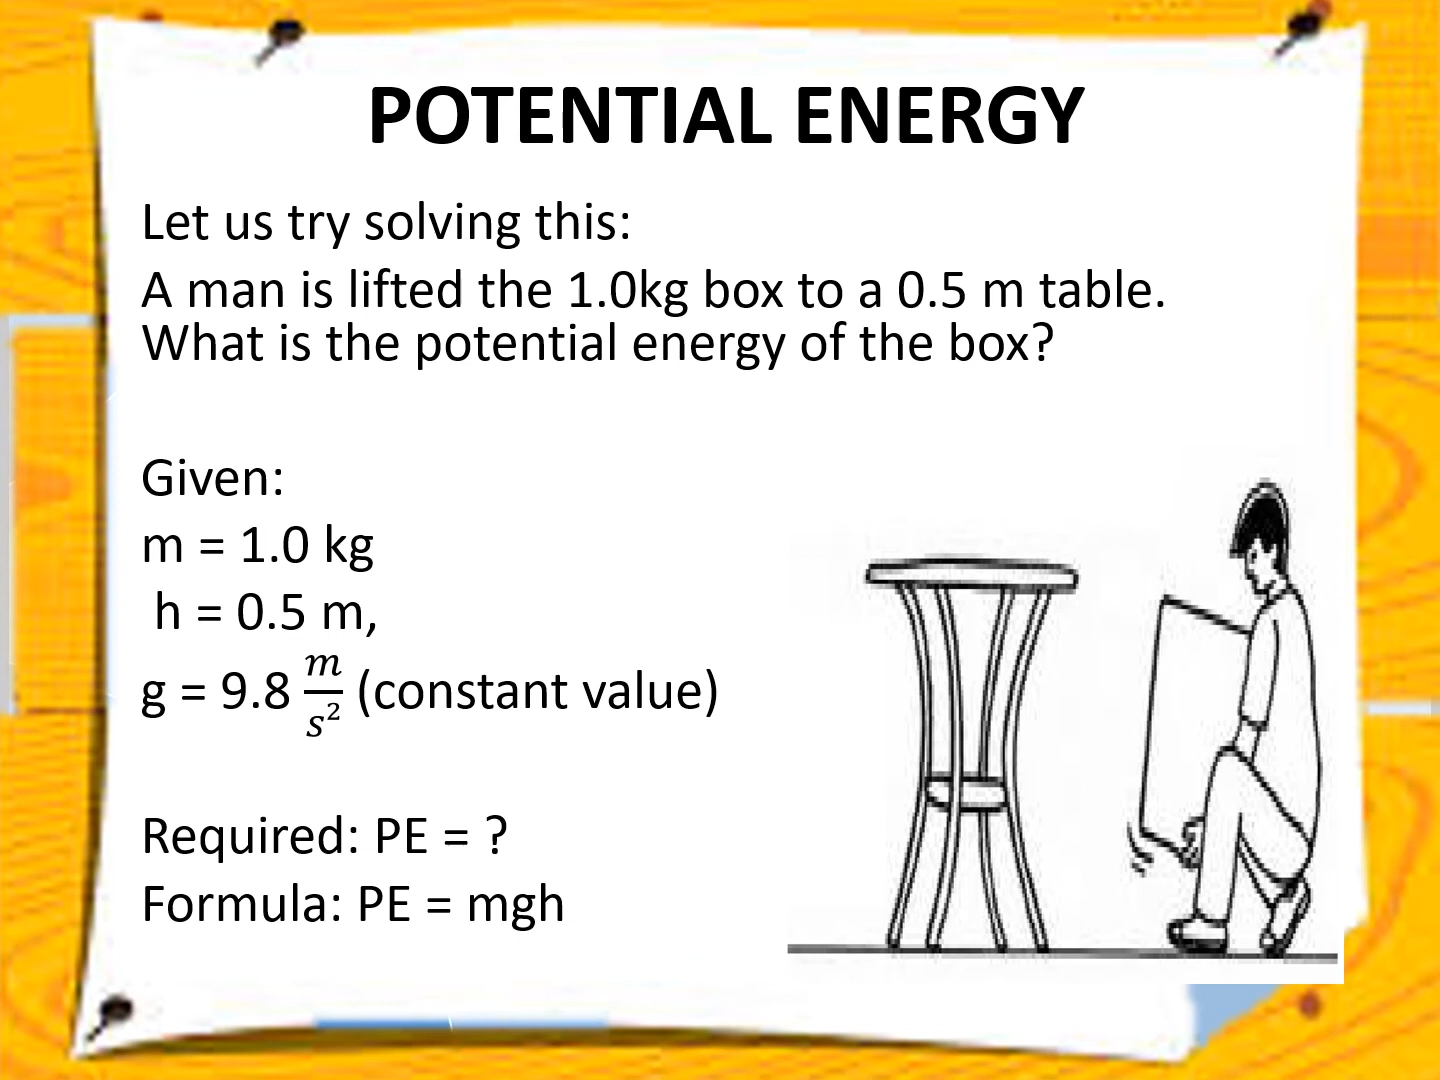 POTENTIAL ENERGY
Let us try solving this:
A man is lifted the 1.0kg box to a 0.5 m table.
What is the potential energy of the box?
Given:
m = 1.0 kg
h = 0.5 m,
g = 9.8 m/s² (constant value)
Required: PE = ?
Formula: PE = mgh